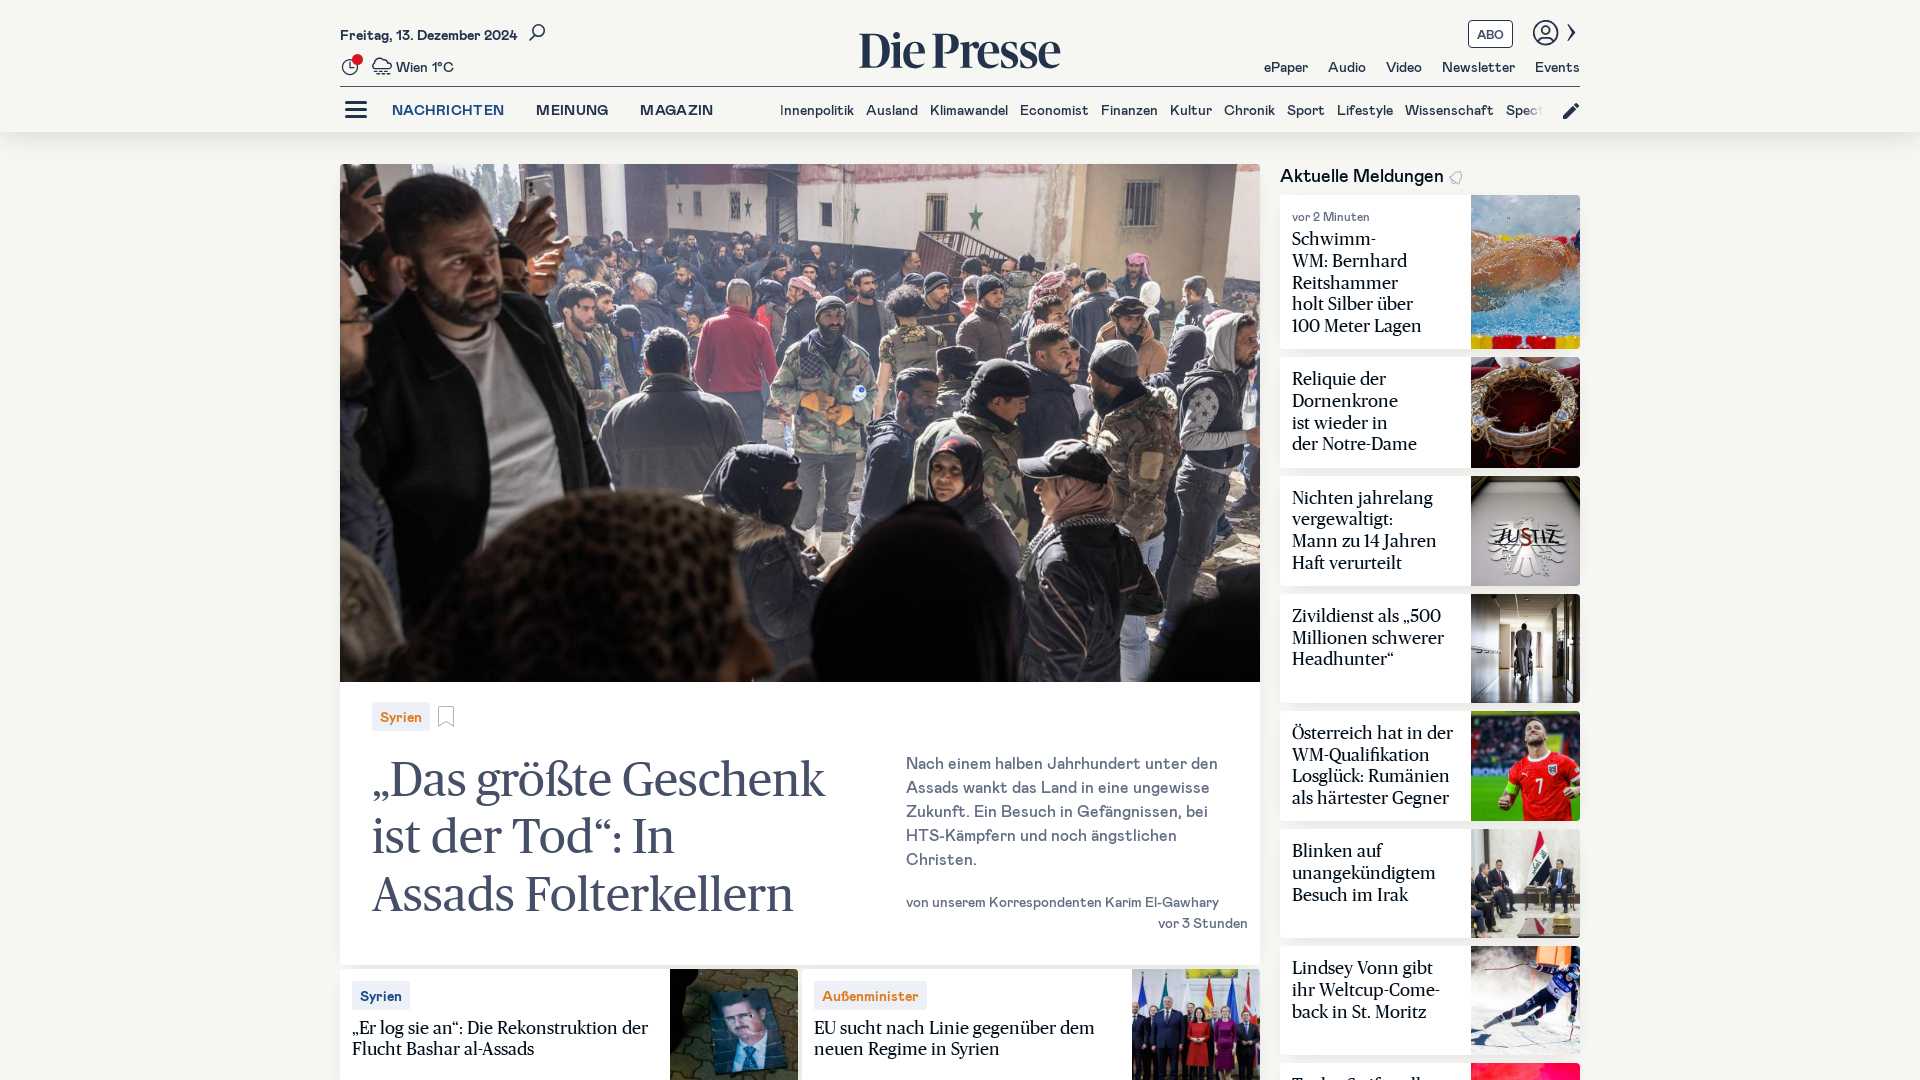 Freitag, 13. Dezember 2024
Wien 1°C
Die Presse
ABO
ePaper Audio Video Newsletter Events
NACHRICHTEN MEINUNG MAGAZIN
Innenpolitik Ausland Klimawandel Economist Finanzen Kultur Chronik Sport Lifestyle Wissenschaft Spect
Syrien
„Das größte Geschenk
ist der Tod“: In
Assads Folterkellern
Nach einem halben Jahrhundert unter den
Assads wankt das Land in eine ungewisse
Zukunft. Ein Besuch in Gefängnissen, bei
HTS-Kämpfern und noch ängstlichen
Christen.
von unserem Korrespondenten Karim El-Gawhary
vor 3 Stunden
Syrien
„Er log sie an“: Die Rekonstruktion der
Flucht Bashar al-Assads
Außenminister
EU sucht nach Linie gegenüber dem
neuen Regime in Syrien
Aktuelle Meldungen
vor 2 Minuten
Schwimm-
WM: Bernhard
Reitshammer
holt Silber über
100 Meter Lagen
Reliquie der
Dornenkrone
ist wieder in
der Notre-Dame
Nichten jahrelang
vergewaltigt:
Mann zu 14 Jahren
Haft verurteilt
JUSTIZ
Zivildienst als „500
Millionen schwerer
Headhunter“
Österreich hat in der
WM-Qualifikation
Losglück: Rumänien
als härtester Gegner
7
Blinken auf
unangekündigtem
Besuch im Irak
Lindsey Vonn gibt
ihr Weltcup-Come-
back in St. Moritz